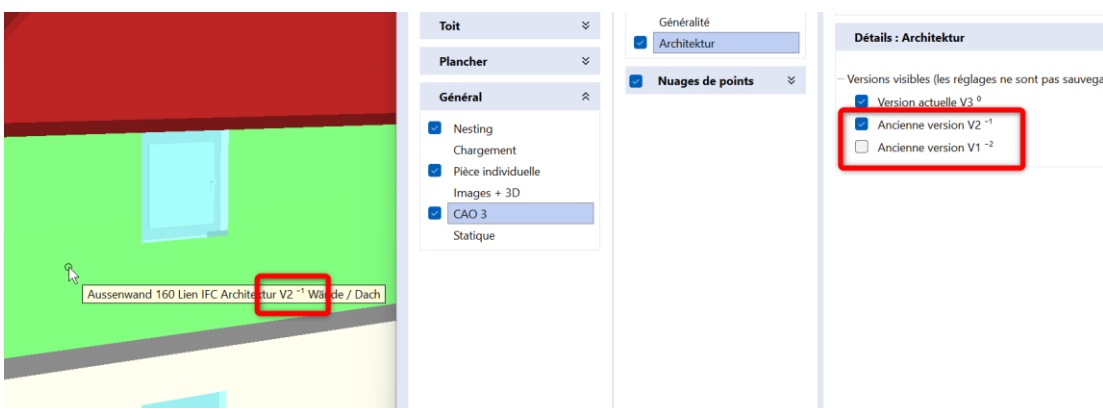 Aussenwand 160 Lien IFC Architektur V2 ⁻¹ Wände / Dach
Toit
Plancher
Général
Nesting
Chargement
Pièce individuelle
Images + 3D
CAO 3
Statique
Généralité
Architektur
Nuages de points
Détails : Architektur
Versions visibles (les réglages ne sont pas sauvega
Version actuelle V3 ⁰
Ancienne version V2 ⁻¹
Ancienne version V1 ⁻²